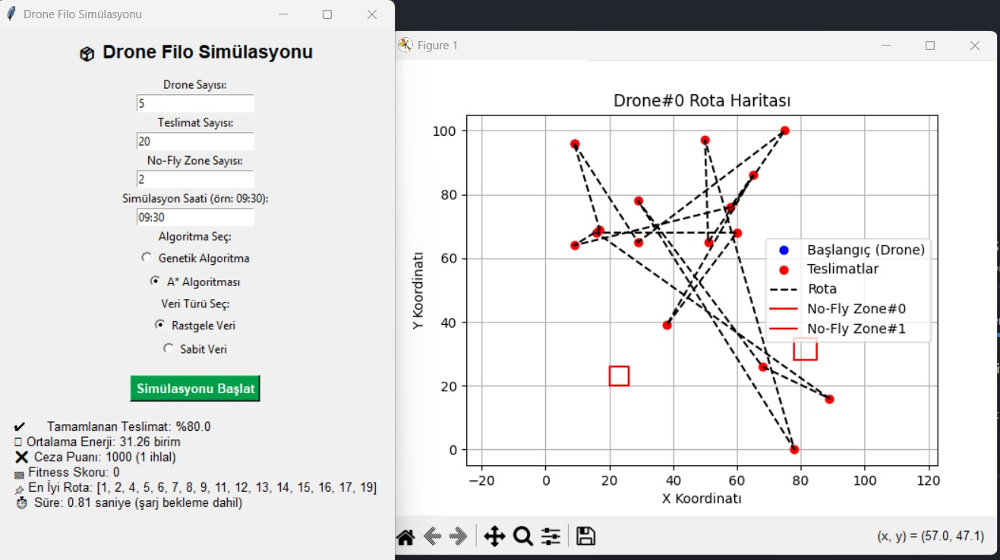 Drone Filo Simülasyonu
Drone Filo Simülasyonu
Drone Sayısı:
5
Teslimat Sayısı:
20
No-Fly Zone Sayısı:
2
Simülasyon Saati (örn: 09:30):
09:30
Algoritma Seç:
Genetik Algoritma
A* Algoritması
Veri Türü Seç:
Rastgele Veri
Sabit Veri
Simülasyonu Başlat
✔ Tamamlanan Teslimat: %80.0
Ortalama Enerji: 31.26 birim
❌ Ceza Puanı: 1000 (1 ihlal)
Fitness Skoru: 0
📌 En İyi Rota: [1, 2, 4, 5, 6, 7, 8, 9, 11, 12, 13, 14, 15, 16, 17, 19]
⏱ Süre: 0.81 saniye (şarj bekleme dahil)
Figure 1
Drone#0 Rota Haritası
100
80
60
40
20
0
Y Koordinatı
−20
0
20
40
60
80
100
120
X Koordinatı
Başlangıç (Drone)
Teslimatlar
Rota
No-Fly Zone#0
No-Fly Zone#1
(x, y) = (57.0, 47.1)